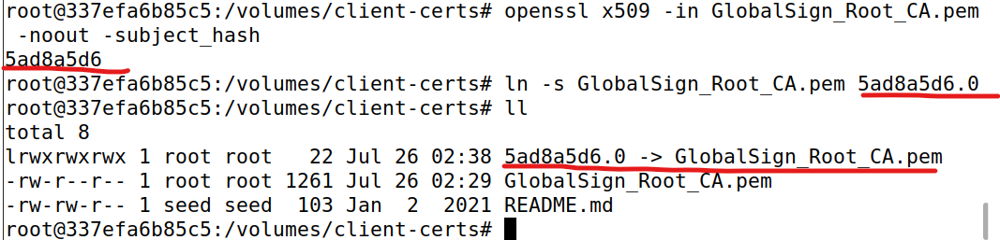 root@337efa6b85c5:/volumes/client-certs# openssl x509 -in GlobalSign_Root_CA.pem
 -noout -subject_hash
5ad8a5d6
root@337efa6b85c5:/volumes/client-certs# ln -s GlobalSign_Root_CA.pem 5ad8a5d6.0
root@337efa6b85c5:/volumes/client-certs# ll
total 8
lrwxrwxrwx 1 root root   22 Jul 26 02:38 5ad8a5d6.0 -> GlobalSign_Root_CA.pem
-rw-r--r-- 1 root root 1261 Jul 26 02:29 GlobalSign_Root_CA.pem
-rw-rw-r-- 1 seed seed  103 Jan  2  2021 README.md
root@337efa6b85c5:/volumes/client-certs#